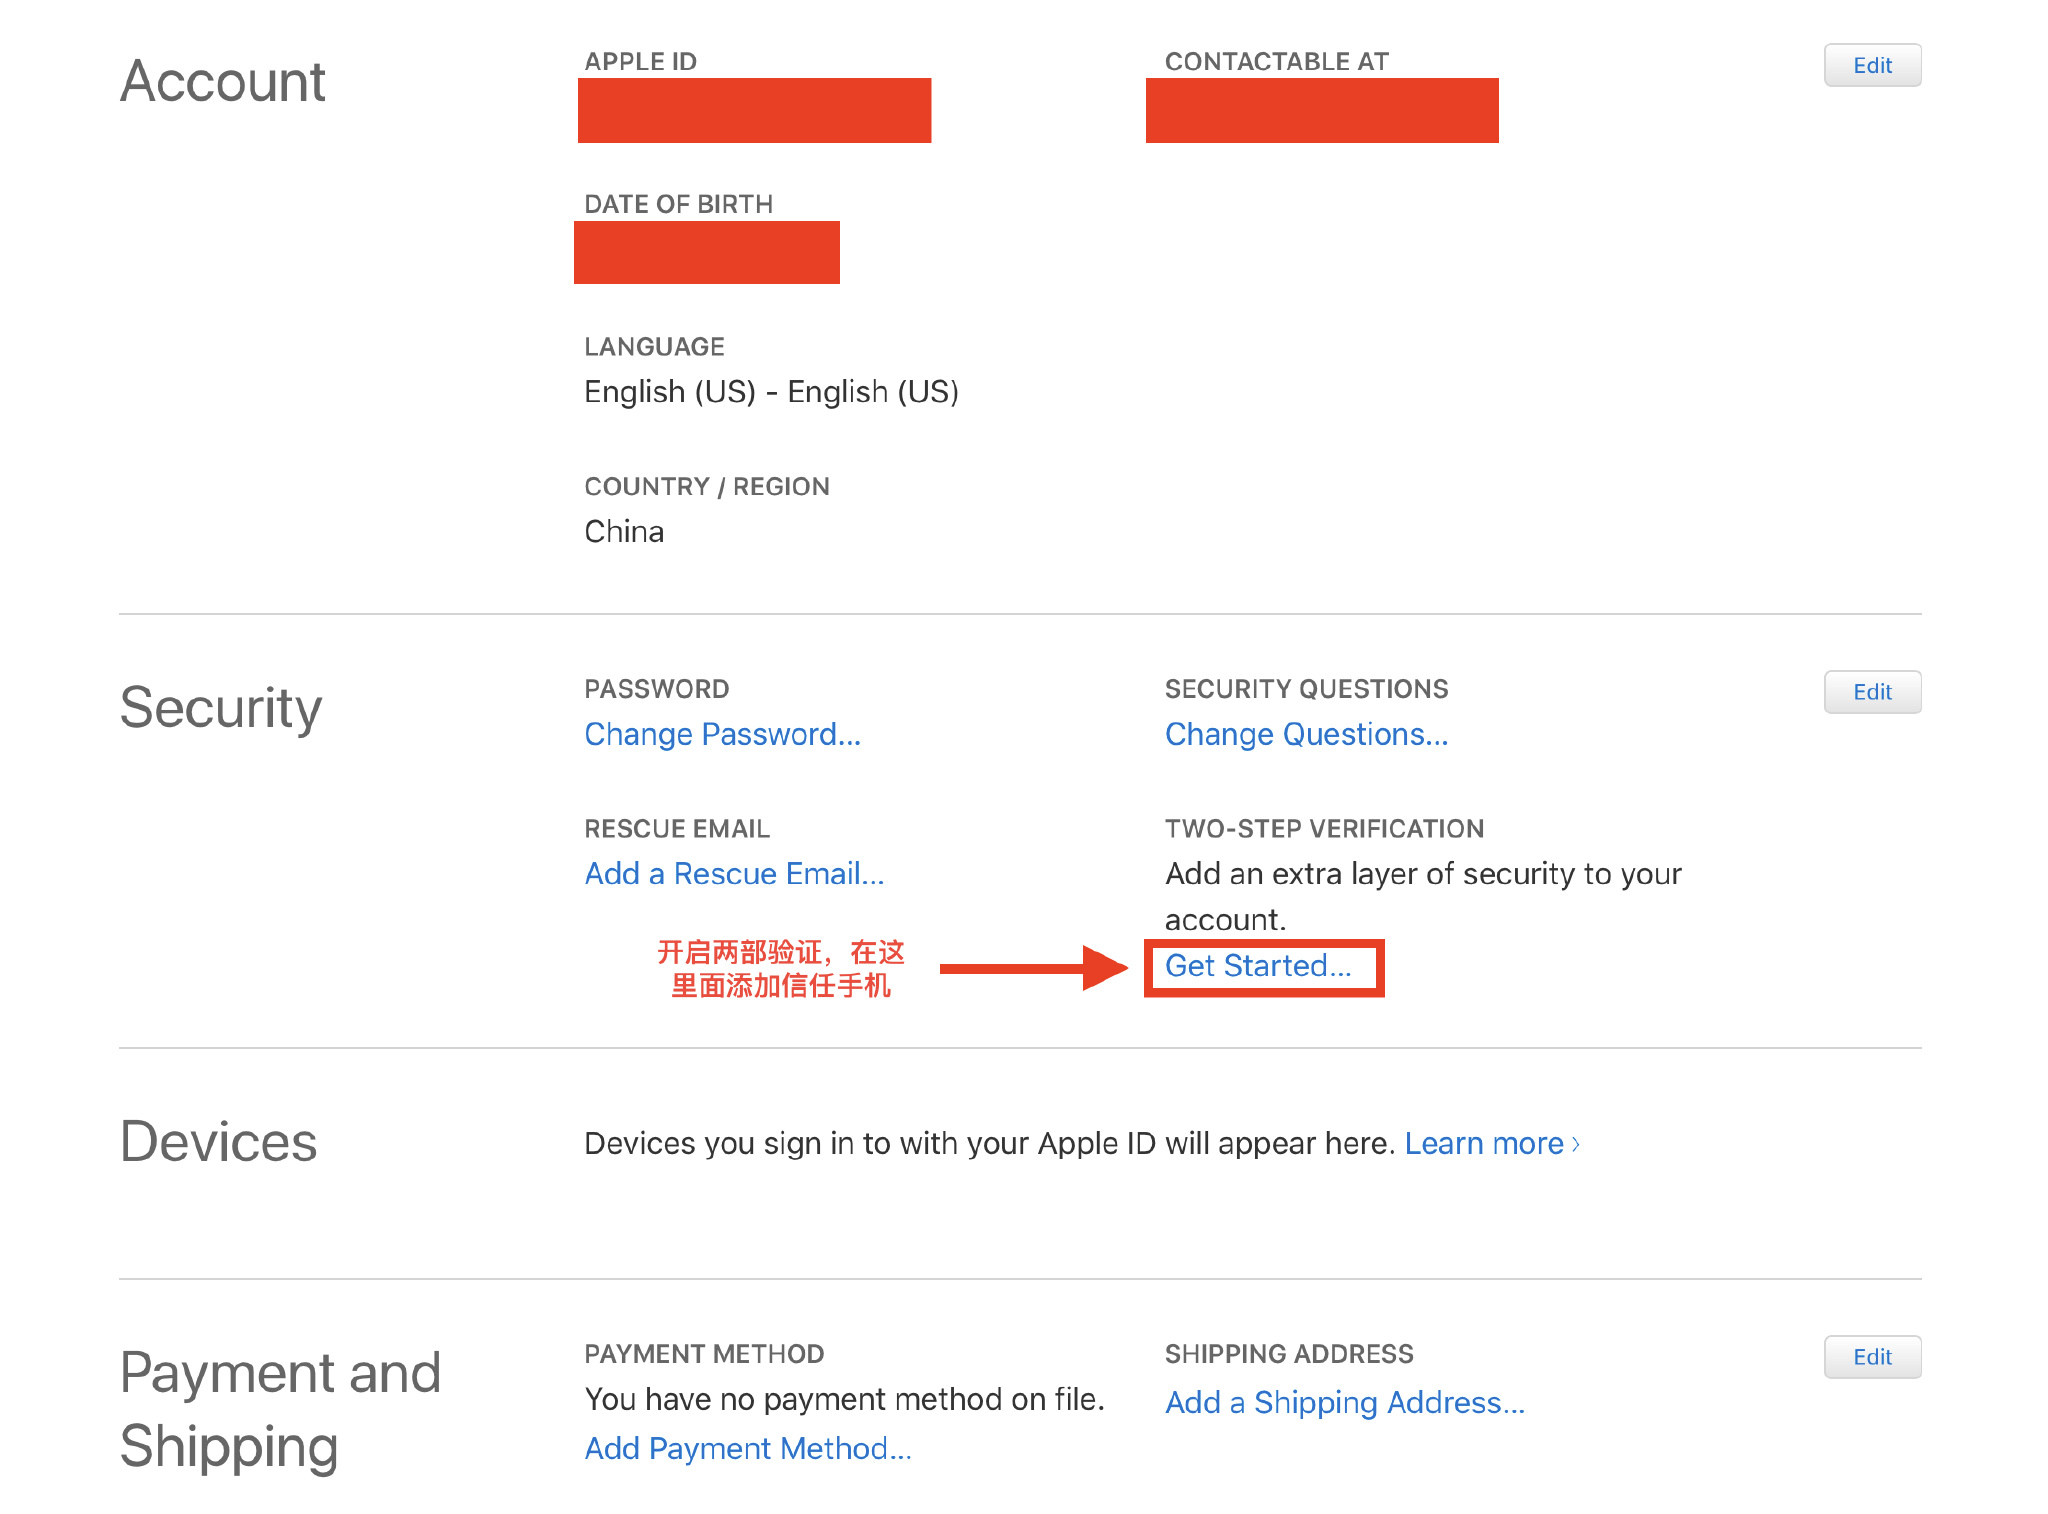 Account
APPLE ID
CONTACTABLE AT
Edit
DATE OF BIRTH
LANGUAGE
English (US) - English (US)
COUNTRY / REGION
China
Security
PASSWORD
Change Password...
SECURITY QUESTIONS
Change Questions...
Edit
RESCUE EMAIL
Add a Rescue Email...
TWO-STEP VERIFICATION
Add an extra layer of security to your
account.
Get Started...
开启两部验证，在这
里面添加信任手机
Devices
Devices you sign in to with your Apple ID will appear here. Learn more ›
Payment and
Shipping
PAYMENT METHOD
You have no payment method on file.
Add Payment Method...
SHIPPING ADDRESS
Add a Shipping Address...
Edit